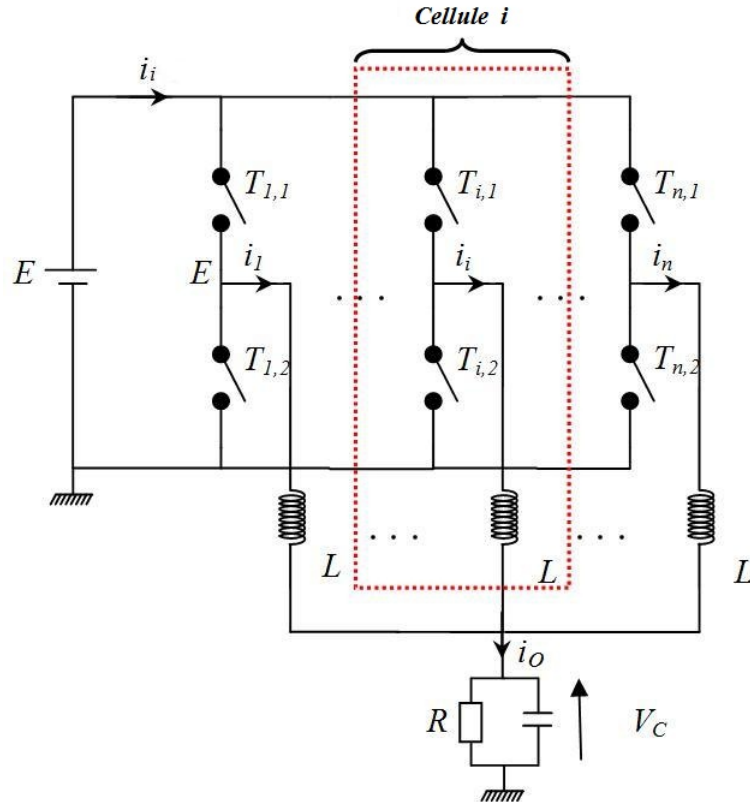 Cellule i
i_i
T_{1,1}
T_{i,1}
T_{n,1}
E
E
i_1
i_i
i_n
. . .
. . .
T_{1,2}
T_{i,2}
T_{n,2}
. . .
. . .
L
L
L
i_O
R
V_C